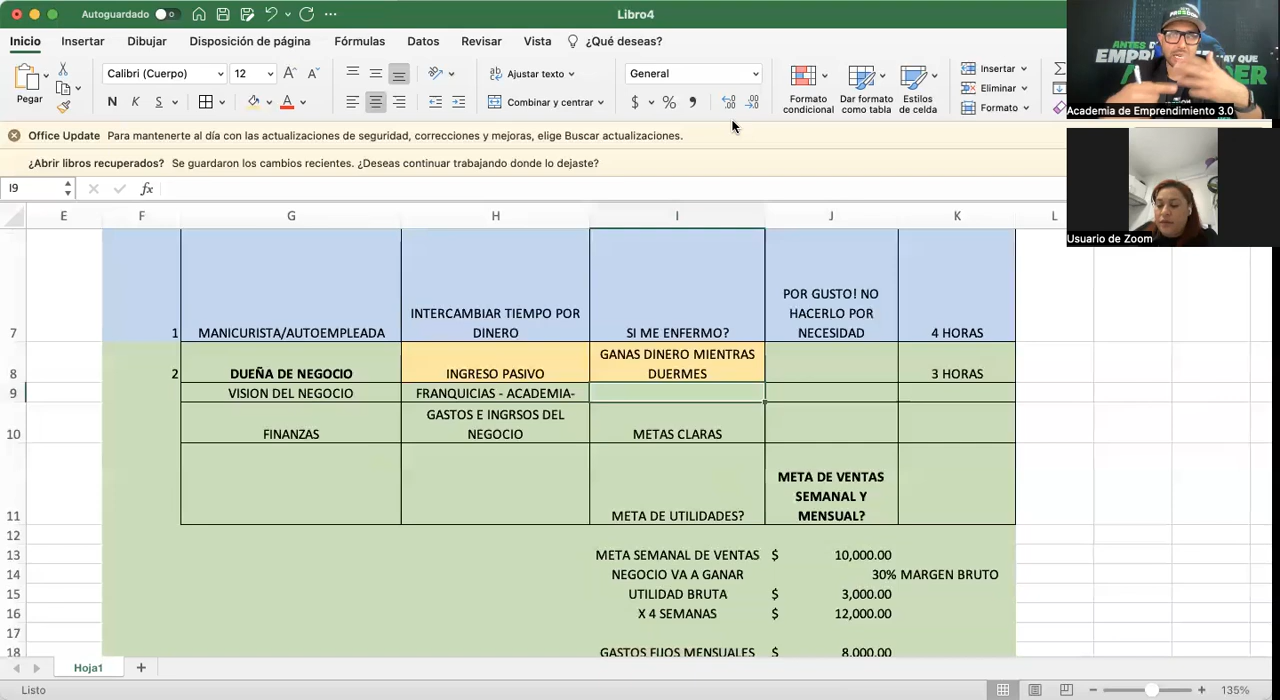 Autoguardado
Libro4
Inicio Insertar Dibujar Disposición de página Fórmulas Datos Revisar Vista ¿Qué deseas?
Pegar
Calibri (Cuerpo) 12
N K S
Ajustar texto
Combinar y centrar
General
$ % ,
Formato condicional
Dar formato como tabla
Estilos de celda
Insertar
Eliminar
Formato
Office Update Para mantenerte al día con las actualizaciones de seguridad, correcciones y mejoras, elige Buscar actualizaciones.
¿Abrir libros recuperados? Se guardaron los cambios recientes. ¿Deseas continuar trabajando donde lo dejaste?
I9 fx
E F G H I J K L
7 1 MANICURISTA/AUTOEMPLEADA INTERCAMBIAR TIEMPO POR DINERO SI ME ENFERMO? POR GUSTO! NO HACERLO POR NECESIDAD 4 HORAS
8 2 DUEÑA DE NEGOCIO INGRESO PASIVO GANAS DINERO MIENTRAS DUERMES 3 HORAS
9 VISION DEL NEGOCIO FRANQUICIAS - ACADEMIA-
10 FINANZAS GASTOS E INGRSOS DEL NEGOCIO METAS CLARAS
11 META DE UTILIDADES? META DE VENTAS SEMANAL Y MENSUAL?
12
13 META SEMANAL DE VENTAS $ 10,000.00
14 NEGOCIO VA A GANAR 30% MARGEN BRUTO
15 UTILIDAD BRUTA $ 3,000.00
16 X 4 SEMANAS $ 12,000.00
17
18 GASTOS FIJOS MENSUALES $ 8,000.00
Hoja1
Listo
135%
Academia de Emprendimiento 3.0
Usuario de Zoom